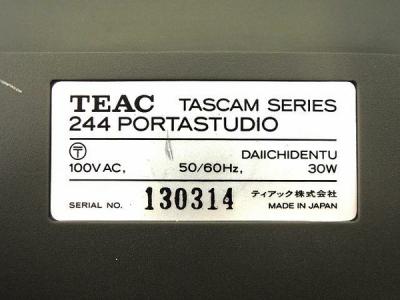 TEAC TASCAM SERIES
244 PORTASTUDIO
〒 DAIICHIDENTU
100V AC, 50/60Hz, 30W
ティアック株式会社
SERIAL NO. 130314 MADE IN JAPAN